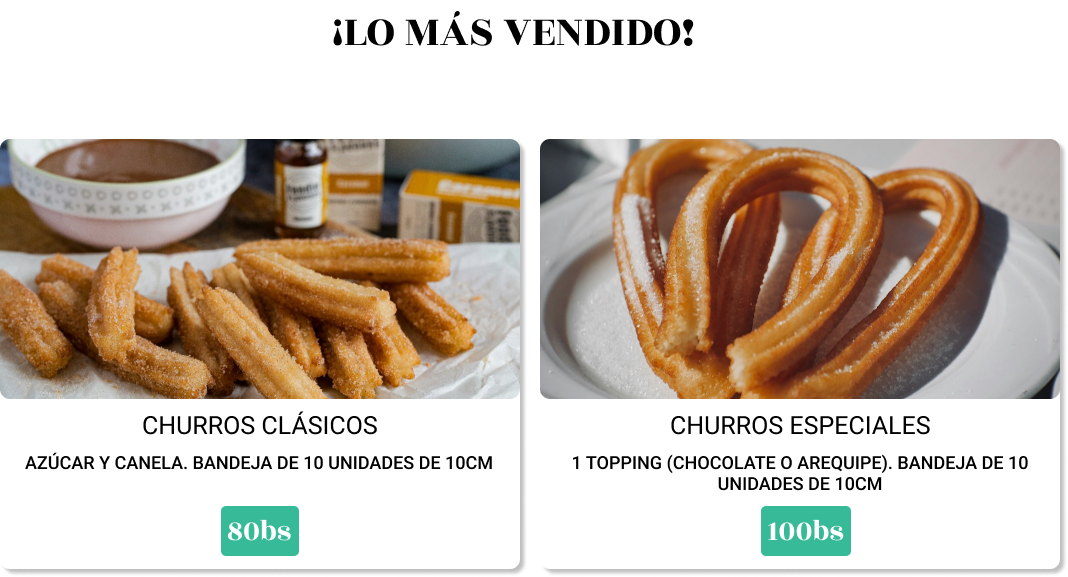 ¡LO MÁS VENDIDO!
CHURROS CLÁSICOS
AZÚCAR Y CANELA. BANDEJA DE 10 UNIDADES DE 10CM
80bs
CHURROS ESPECIALES
1 TOPPING (CHOCOLATE O AREQUIPE). BANDEJA DE 10
UNIDADES DE 10CM
100bs